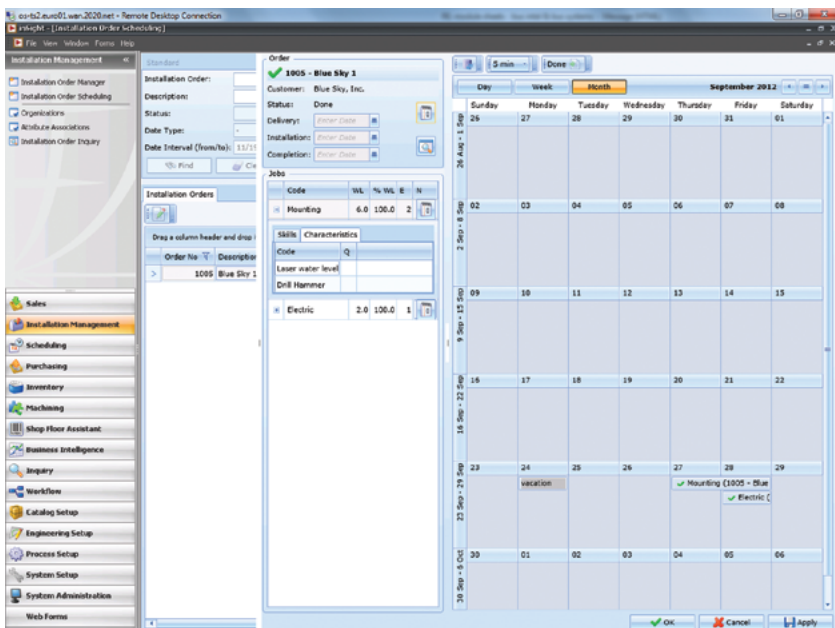 os-ts2.euro01.wan.2020.net - Remote Desktop Connection
insight - [Installation Order Scheduling]
File View Window Forms Help
Installation Management «
Installation Order Manager
Installation Order Scheduling
Organizations
Attribute Associations
Installation Order Inquiry
Sales
Installation Management
Scheduling
Purchasing
Inventory
Machining
Shop Floor Assistant
Business Intelligence
Inquiry
Workflow
Catalog Setup
Engineering Setup
Process Setup
System Setup
System Administration
Web Forms
Standard
Installation Order:
Description:
Status:
Date Type: -
Date Interval (from/to): 11/15
Find Cle
Installation Orders
Drag a column header and drop i
Order No Description
> 1005 Blue Sky 1
Order
1005 - Blue Sky 1
Customer: Blue Sky, Inc.
Status: Done
Delivery: Enter Date
Installation: Enter Date
Completion: Enter Date
Jobs
Code WL % WL E N
Mounting 6.0 100.0 2
Skills Characteristics
Code Q
Laser water level
Drill Hammer
Electric 2.0 100.0 1
5 min Done
Day Week Month September 2012
Sunday Monday Tuesday Wednesday Thursday Friday Saturday
26 Aug - 1 Sep
26 27 28 29 30 31 01
2 Sep - 8 Sep
02 03 04 05 06 07 08
9 Sep - 15 Sep
09 10 11 12 13 14 15
16 Sep - 22 Sep
16 17 18 19 20 21 22
23 Sep - 29 Sep
23 24 25 26 27 28 29
vacation Mounting (1005 - Blue
Electric (
30 Sep - 6 Oct
30 01 02 03 04 05 06
OK Cancel Apply